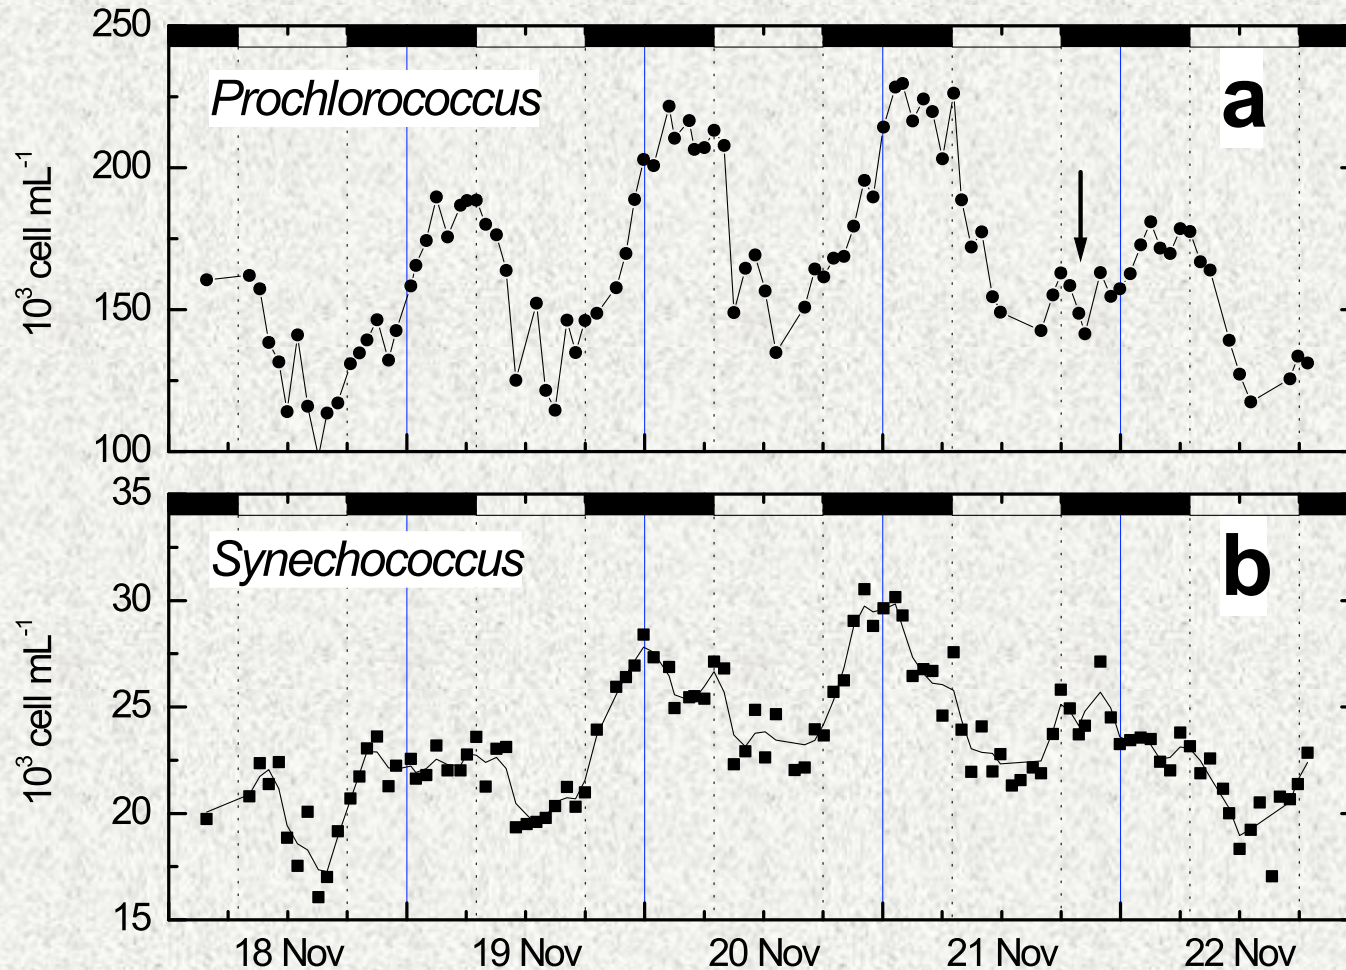 250
Prochlorococcus
a
200
10³ cell mL⁻¹
150
100
35
Synechococcus
b
30
10³ cell mL⁻¹
25
20
15
18 Nov 19 Nov 20 Nov 21 Nov 22 Nov